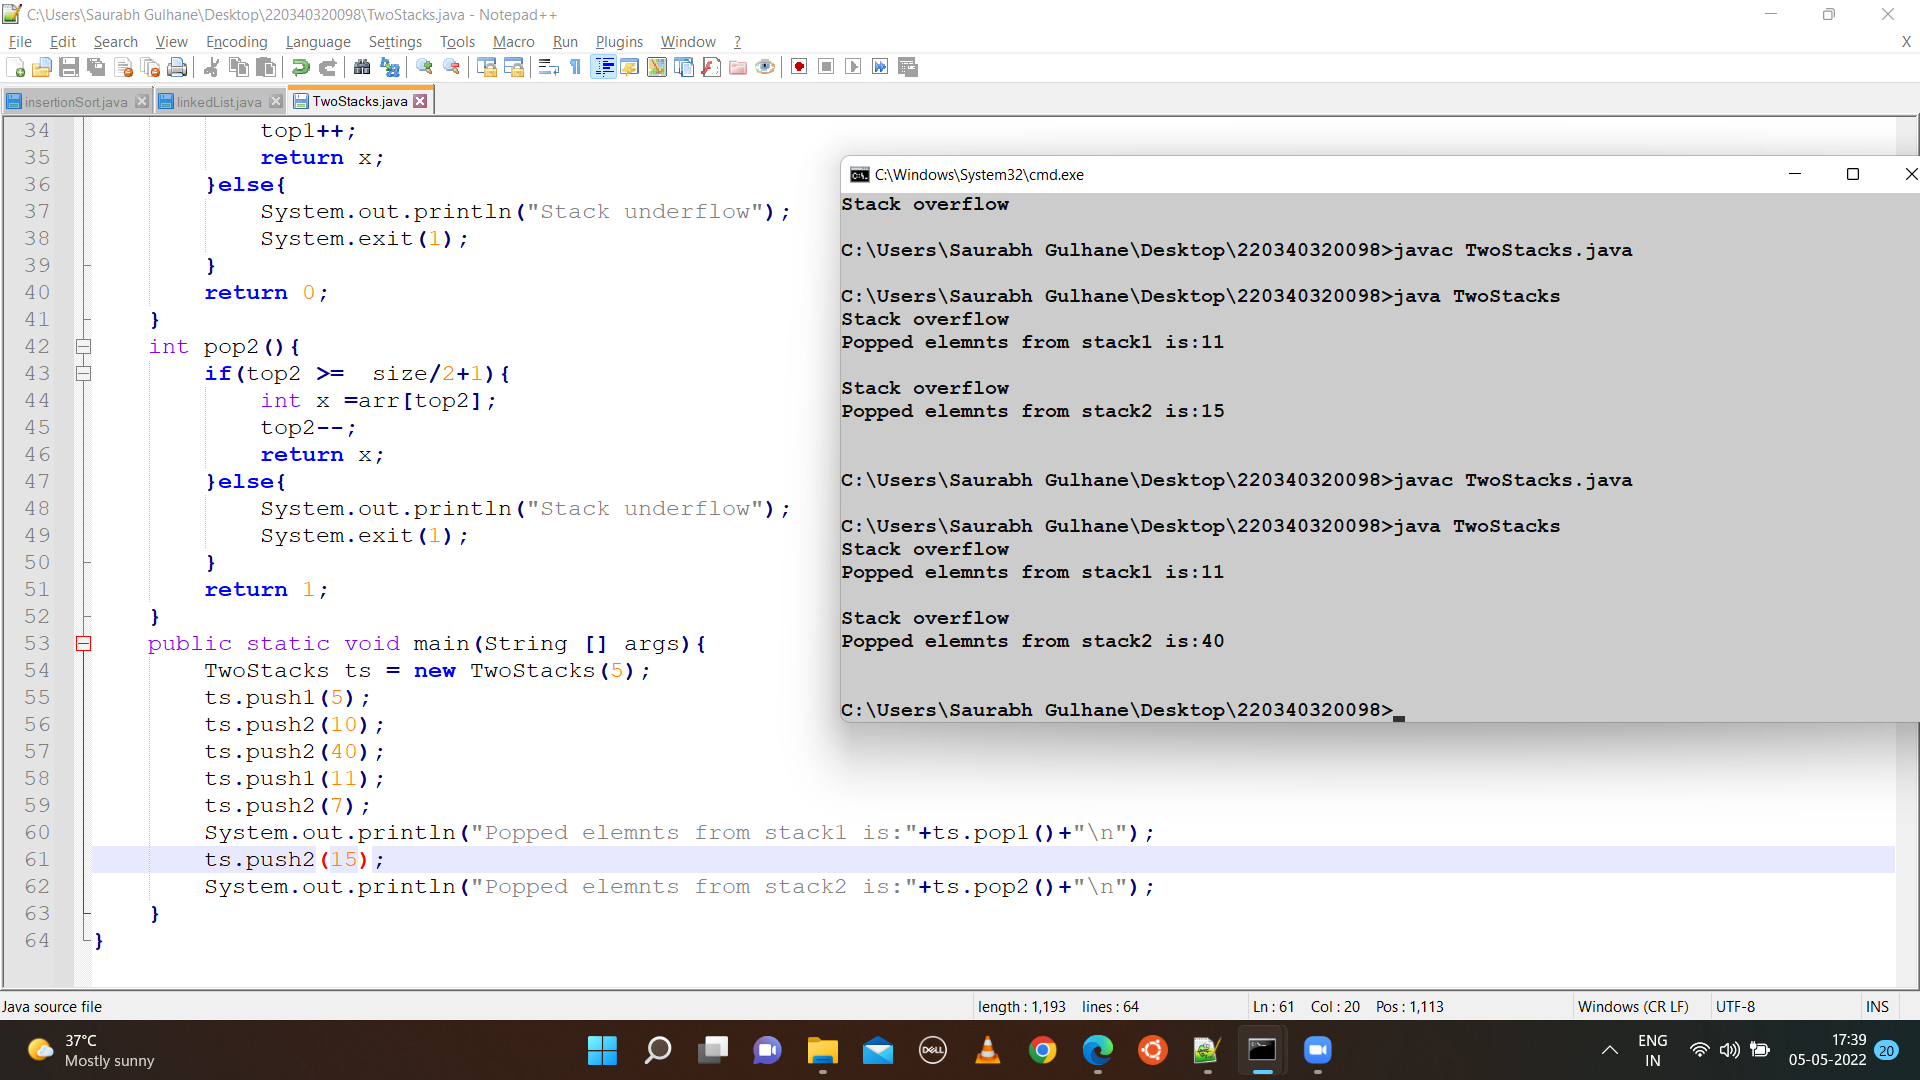 C:\Users\Saurabh Gulhane\Desktop\220340320098\TwoStacks.java - Notepad++
File Edit Search View Encoding Language Settings Tools Macro Run Plugins Window ? X
insertionSort.java linkedList.java TwoStacks.java
34 top1++;
35 return x;
36 }else{
37 System.out.println("Stack underflow");
38 System.exit(1);
39 }
40 return 0;
41 }
42 int pop2(){
43 if(top2 >=  size/2+1){
44 int x =arr[top2];
45 top2--;
46 return x;
47 }else{
48 System.out.println("Stack underflow");
49 System.exit(1);
50 }
51 return 1;
52 }
53 public static void main(String [] args){
54 TwoStacks ts = new TwoStacks(5);
55 ts.push1(5);
56 ts.push2(10);
57 ts.push2(40);
58 ts.push1(11);
59 ts.push2(7);
60 System.out.println("Popped elemnts from stack1 is:"+ts.pop1()+"\n");
61 ts.push2(15);
62 System.out.println("Popped elemnts from stack2 is:"+ts.pop2()+"\n");
63 }
64 }
C:\Windows\System32\cmd.exe
Stack overflow
C:\Users\Saurabh Gulhane\Desktop\220340320098>javac TwoStacks.java
C:\Users\Saurabh Gulhane\Desktop\220340320098>java TwoStacks
Stack overflow
Popped elemnts from stack1 is:11
Stack overflow
Popped elemnts from stack2 is:15
C:\Users\Saurabh Gulhane\Desktop\220340320098>javac TwoStacks.java
C:\Users\Saurabh Gulhane\Desktop\220340320098>java TwoStacks
Stack overflow
Popped elemnts from stack1 is:11
Stack overflow
Popped elemnts from stack2 is:40
C:\Users\Saurabh Gulhane\Desktop\220340320098>
Java source file length : 1,193 lines : 64 Ln : 61 Col : 20 Pos : 1,113 Windows (CR LF) UTF-8 INS
37°C
Mostly sunny
DELL
ENG
IN
17:39
05-05-2022
20